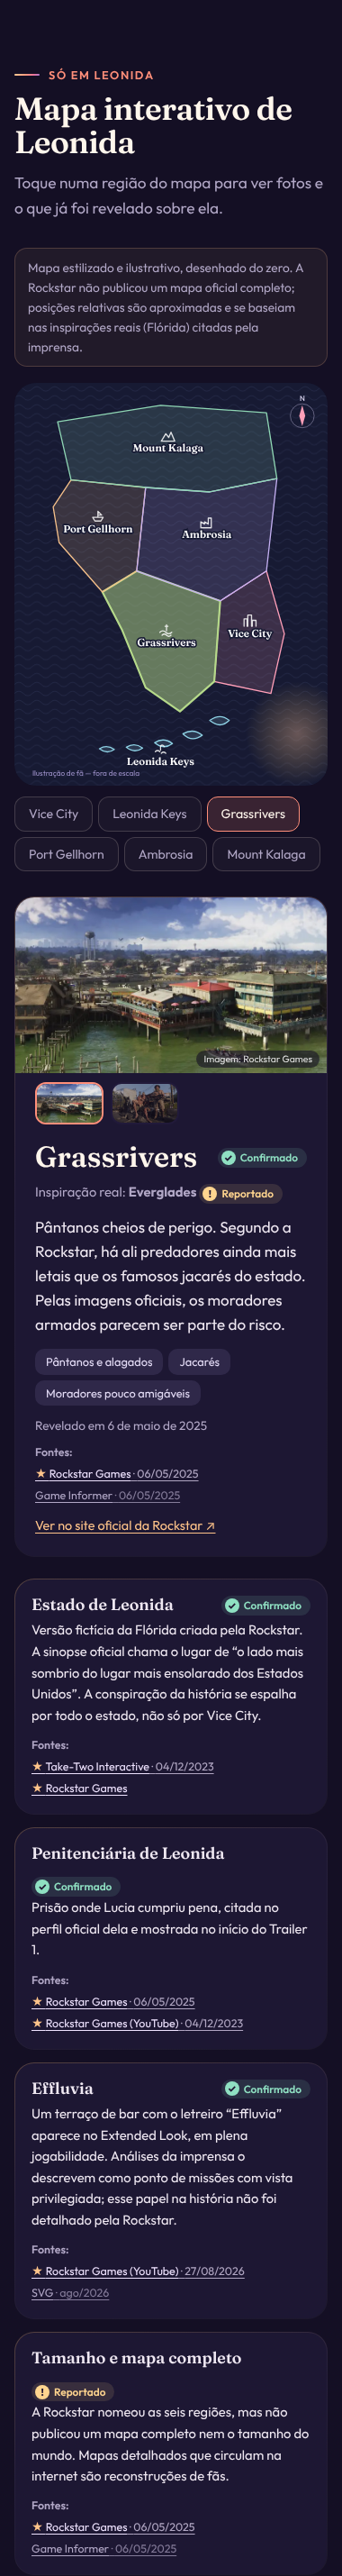 SÓ EM LEONIDA
Mapa interativo de
Leonida
Toque numa região do mapa para ver fotos e
o que já foi revelado sobre ela.
Mapa estilizado e ilustrativo, desenhado do zero. A
Rockstar não publicou um mapa oficial completo;
posições relativas são aproximadas e se baseiam
nas inspirações reais (Flórida) citadas pela
imprensa.
N
Mount Kalaga
Port Gellhorn
Ambrosia
Vice City
Grassrivers
Leonida Keys
Ilustração de fã — fora de escala
Vice City
Leonida Keys
Grassrivers
Port Gellhorn
Ambrosia
Mount Kalaga
Imagem: Rockstar Games
Grassrivers
Confirmado
Inspiração real: Everglades
Reportado
Pântanos cheios de perigo. Segundo a
Rockstar, há ali predadores ainda mais
letais que os famosos jacarés do estado.
Pelas imagens oficiais, os moradores
armados parecem ser parte do risco.
Pântanos e alagados
Jacarés
Moradores pouco amigáveis
Revelado em 6 de maio de 2025
Fontes:
★ Rockstar Games · 06/05/2025
Game Informer · 06/05/2025
Ver no site oficial da Rockstar ↗
Estado de Leonida
Confirmado
Versão fictícia da Flórida criada pela Rockstar.
A sinopse oficial chama o lugar de “o lado mais
sombrio do lugar mais ensolarado dos Estados
Unidos”. A conspiração da história se espalha
por todo o estado, não só por Vice City.
Fontes:
★ Take-Two Interactive · 04/12/2023
★ Rockstar Games
Penitenciária de Leonida
Confirmado
Prisão onde Lucia cumpriu pena, citada no
perfil oficial dela e mostrada no início do Trailer
1.
Fontes:
★ Rockstar Games · 06/05/2025
★ Rockstar Games (YouTube) · 04/12/2023
Effluvia
Confirmado
Um terraço de bar com o letreiro “Effluvia”
aparece no Extended Look, em plena
jogabilidade. Análises da imprensa o
descrevem como ponto de missões com vista
privilegiada; esse papel na história não foi
detalhado pela Rockstar.
Fontes:
★ Rockstar Games (YouTube) · 27/08/2026
SVG · ago/2026
Tamanho e mapa completo
Reportado
A Rockstar nomeou as seis regiões, mas não
publicou um mapa completo nem o tamanho do
mundo. Mapas detalhados que circulam na
internet são reconstruções de fãs.
Fontes:
★ Rockstar Games · 06/05/2025
Game Informer · 06/05/2025